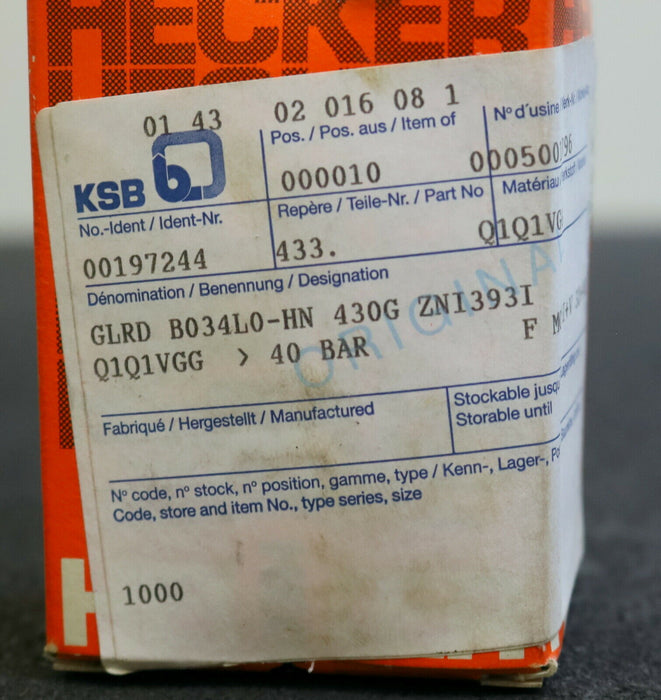 HECKER
01 43 02 016 08 1
Pos. / Pos. aus / Item of
N° d'usine
KSB
000010
000500
No.-Ident / Ident-Nr.
Repère / Teile-Nr. / Part No
Matériau
00197244
433.
Q1Q1VG
Dénomination / Benennung / Designation
GLRD B034L0-HN 430G ZN1393I
Q1Q1VGG > 40 BAR
F M
ORIGINA
Fabriqué / Hergestellt / Manufactured
Stockable jusq
Storable until
N° code, n° stock, n° position, gamme, type / Kenn-, Lager-, Po
Code, store and item No., type series, size
1000